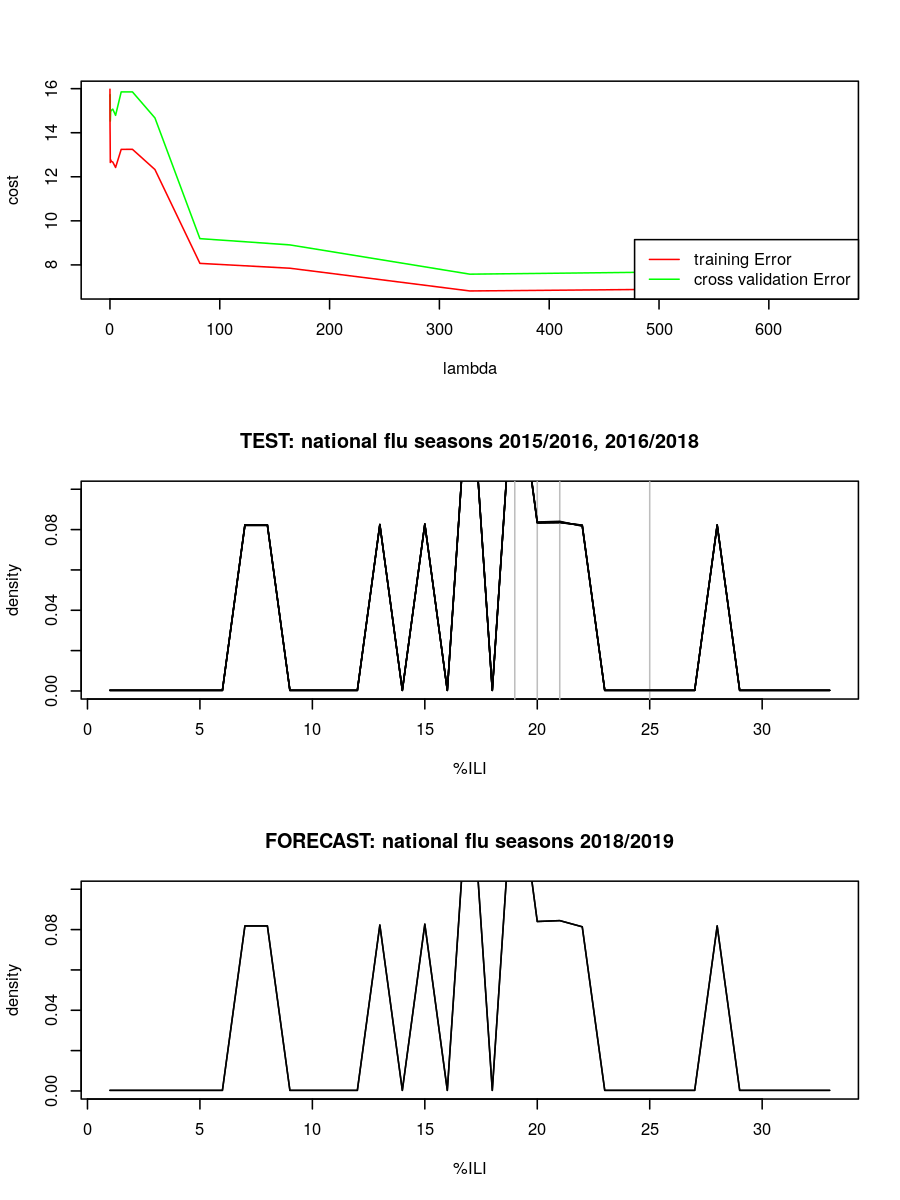 16
14
12
10
8
cost
training Error
cross validation Error
0 100 200 300 400 500 600
lambda
TEST: national flu seasons 2015/2016, 2016/2018
0.08
0.04
0.00
density
0 5 10 15 20 25 30
%ILI
FORECAST: national flu seasons 2018/2019
0.08
0.04
0.00
density
0 5 10 15 20 25 30
%ILI